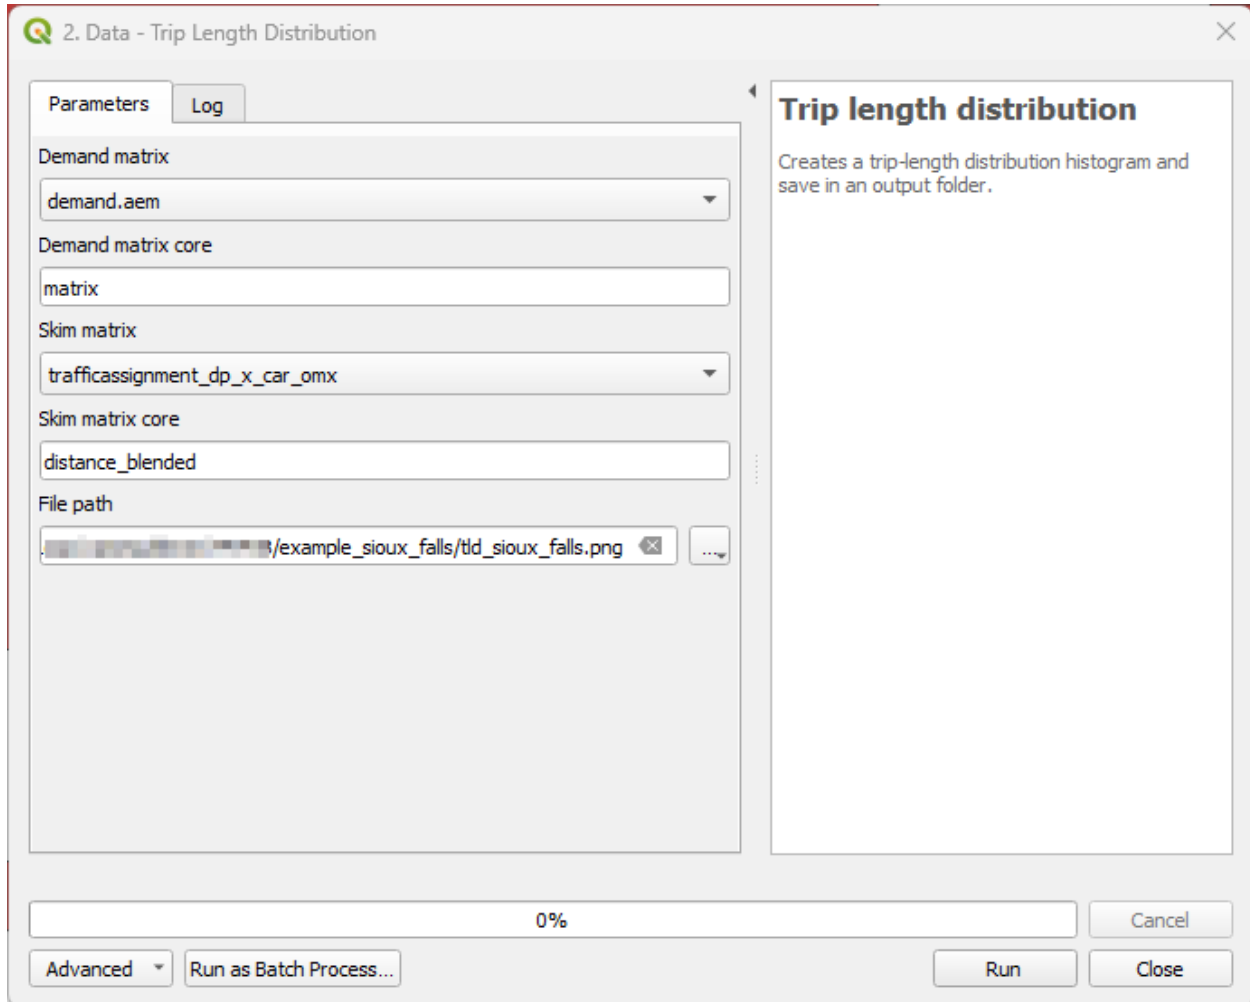 2. Data - Trip Length Distribution
Parameters
Log
Demand matrix
demand.aem
Demand matrix core
matrix
Skim matrix
trafficassignment_dp_x_car_omx
Skim matrix core
distance_blended
File path
/example_sioux_falls/tld_sioux_falls.png
...
Trip length distribution
Creates a trip-length distribution histogram and
save in an output folder.
0%
Cancel
Advanced
Run as Batch Process...
Run
Close